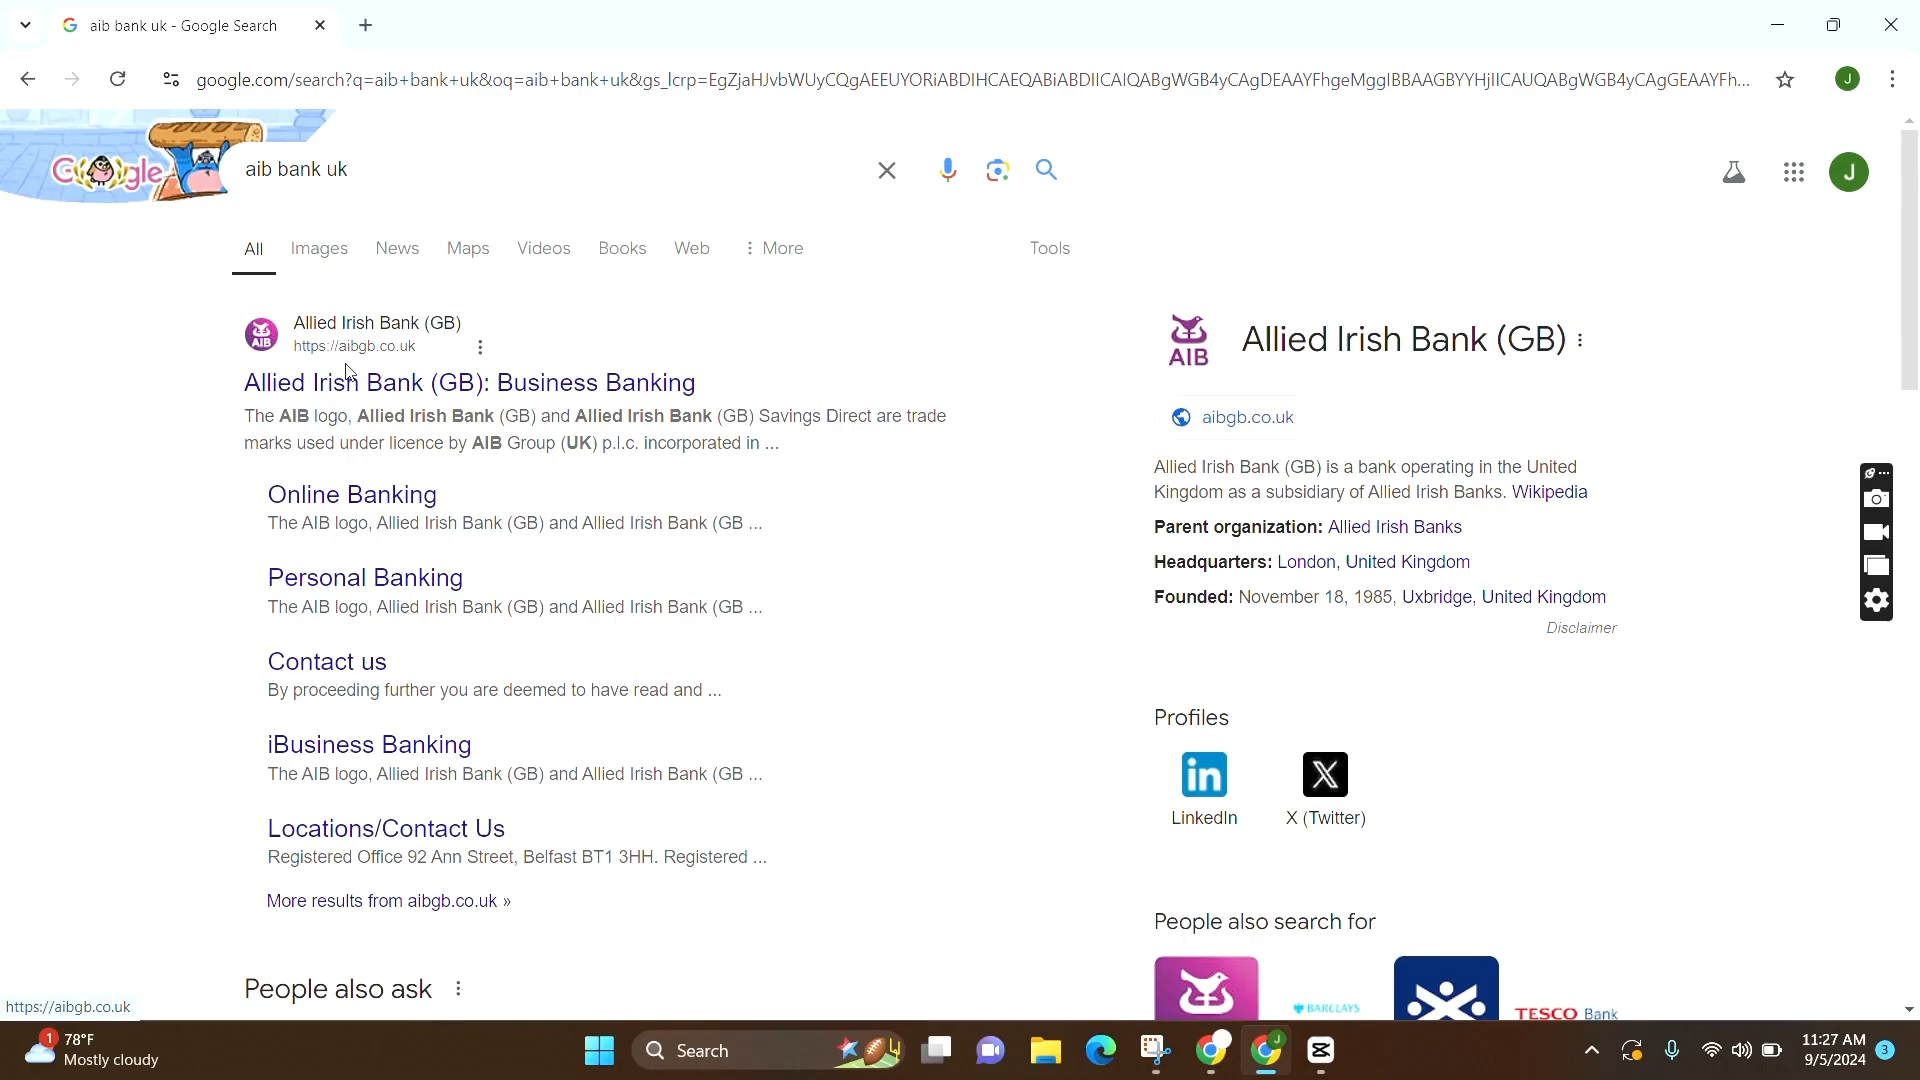 aib bank uk - Google Search
google.com/search?q=aib+bank+uk&oq=aib+bank+uk&gs_lcrp=EgZjaHJvbWUyCQgAEEUYORiABDIHCAEQABiABDIICAIQABgWGB4yCAgDEAAYFhgeMggIBBAAGBYYHjIICAUQABgWGB4yCAgGEAAYFh...
J
Google
aib bank uk
J
All Images News Maps Videos Books Web More Tools
Allied Irish Bank (GB)
https://aibgb.co.uk
AIB
Allied Irish Bank (GB): Business Banking
The AIB logo, Allied Irish Bank (GB) and Allied Irish Bank (GB) Savings Direct are trade
marks used under licence by AIB Group (UK) p.l.c. incorporated in ...
Online Banking
The AIB logo, Allied Irish Bank (GB) and Allied Irish Bank (GB ...
Personal Banking
The AIB logo, Allied Irish Bank (GB) and Allied Irish Bank (GB ...
Contact us
By proceeding further you are deemed to have read and ...
iBusiness Banking
The AIB logo, Allied Irish Bank (GB) and Allied Irish Bank (GB ...
Locations/Contact Us
Registered Office 92 Ann Street, Belfast BT1 3HH. Registered ...
More results from aibgb.co.uk »
People also ask
https://aibgb.co.uk
AIB
Allied Irish Bank (GB)
aibgb.co.uk
Allied Irish Bank (GB) is a bank operating in the United
Kingdom as a subsidiary of Allied Irish Banks. Wikipedia
Parent organization: Allied Irish Banks
Headquarters: London, United Kingdom
Founded: November 18, 1985, Uxbridge, United Kingdom
Disclaimer
Profiles
in
X
LinkedIn X (Twitter)
People also search for
BARCLAYS
TESCO Bank
1
78°F
Mostly cloudy
Search
J
11:27 AM
9/5/2024
3